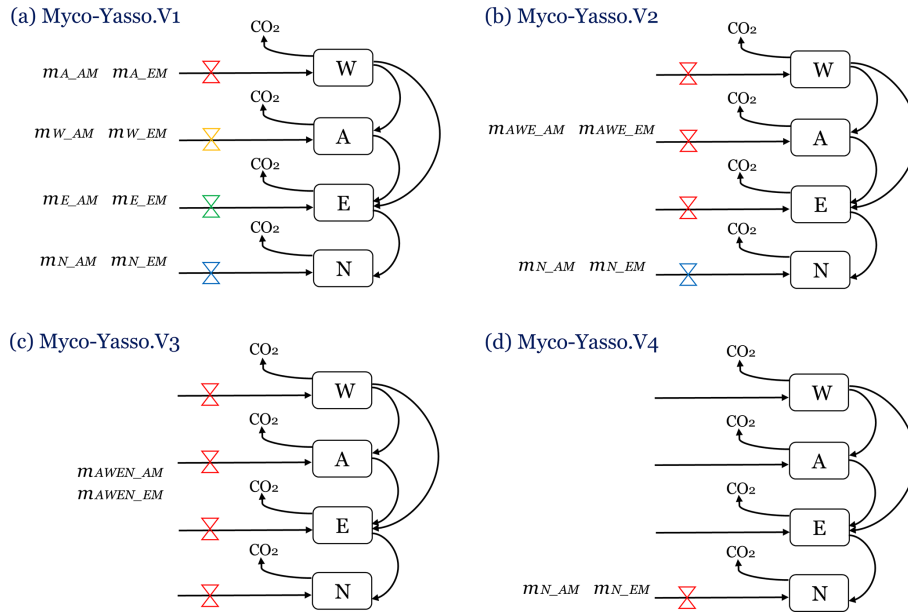 (a) Myco-Yasso.V1
CO2
W
mA_AM mA_EM
CO2
A
mW_AM mW_EM
CO2
E
mE_AM mE_EM
CO2
N
mN_AM mN_EM
(b) Myco-Yasso.V2
CO2
W
CO2
A
mAWE_AM mAWE_EM
CO2
E
CO2
N
mN_AM mN_EM
(c) Myco-Yasso.V3
CO2
W
CO2
A
mAWEN_AM
mAWEN_EM
CO2
E
CO2
N
(d) Myco-Yasso.V4
CO2
W
CO2
A
CO2
E
CO2
N
mN_AM mN_EM